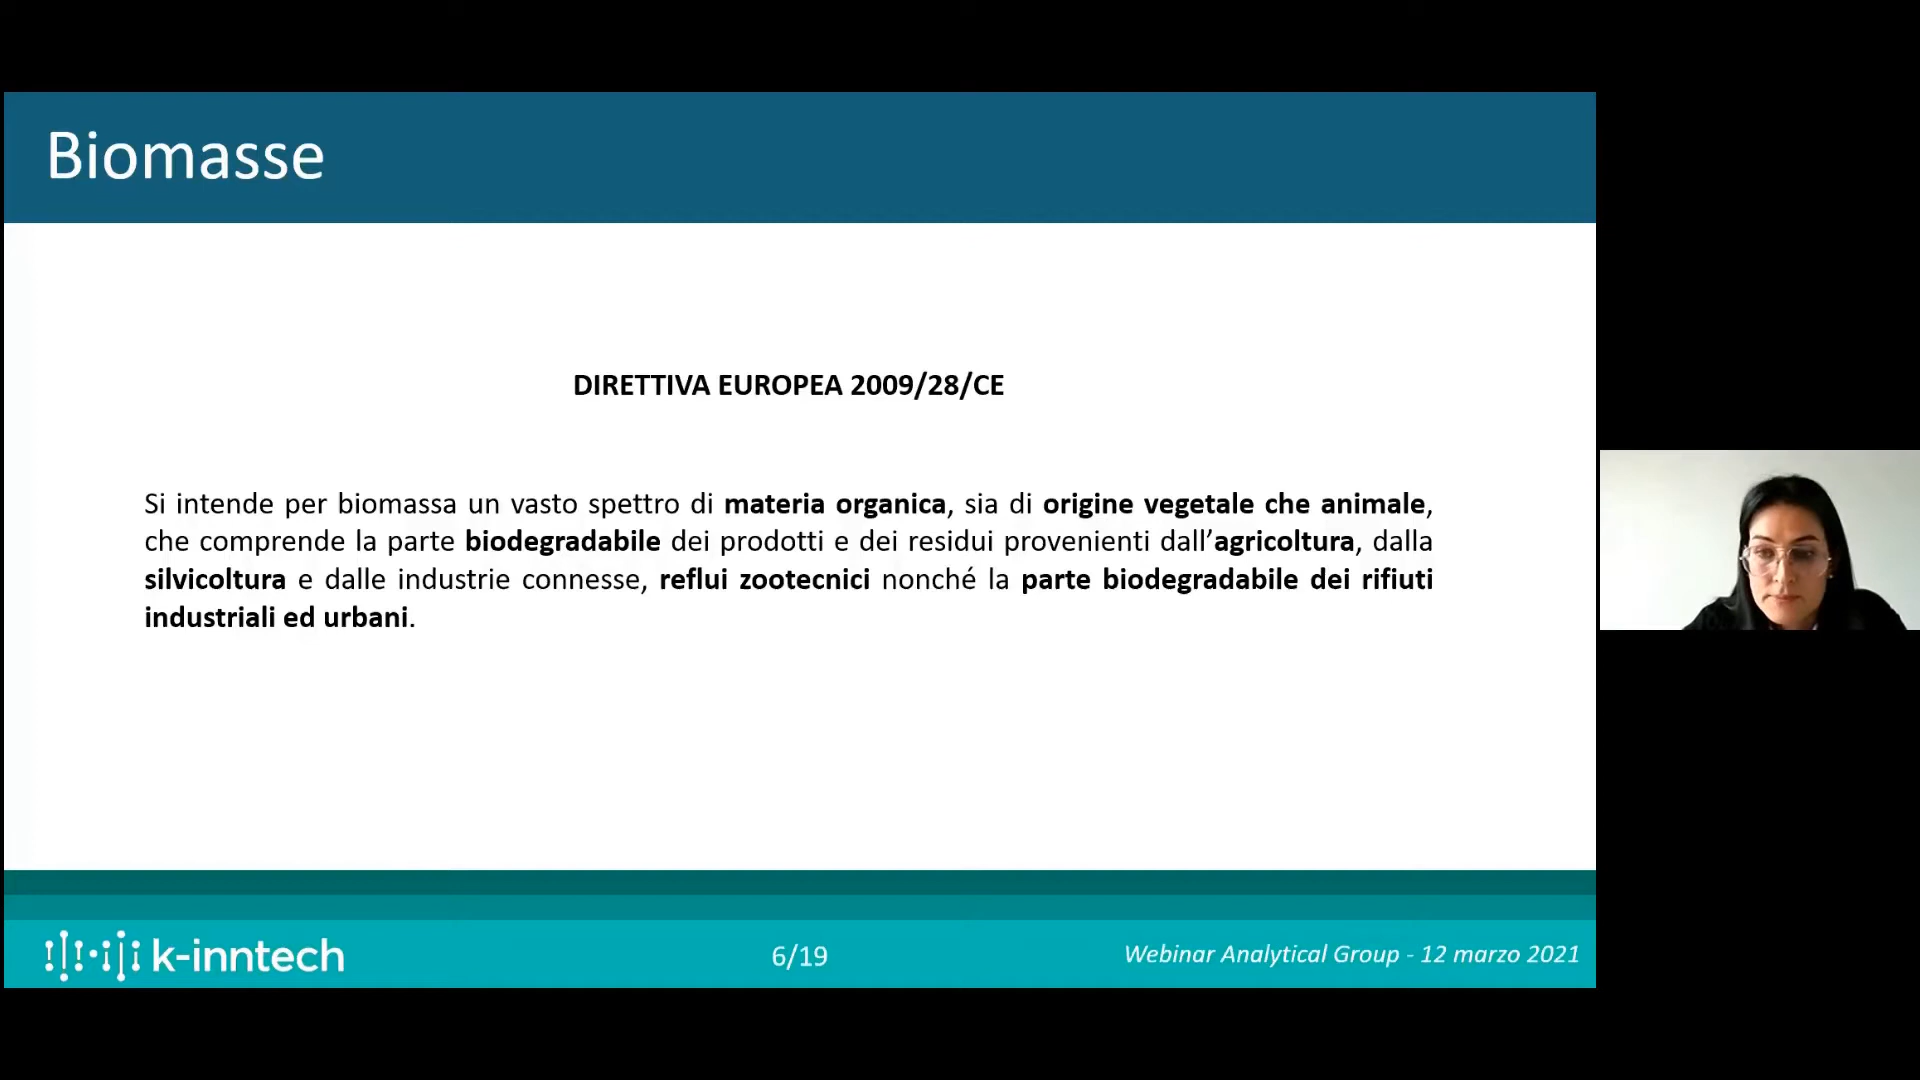 Biomasse
DIRETTIVA EUROPEA 2009/28/CE
Si intende per biomassa un vasto spettro di materia organica, sia di origine vegetale che animale,
che comprende la parte biodegradabile dei prodotti e dei residui provenienti dall’agricoltura, dalla
silvicoltura e dalle industrie connesse, reflui zootecnici nonché la parte biodegradabile dei rifiuti
industriali ed urbani.
k-inntech
6/19
Webinar Analytical Group - 12 marzo 2021